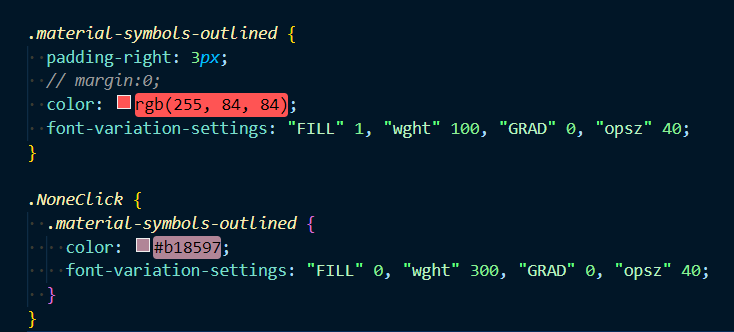 .material-symbols-outlined {
padding-right: 3px;
// margin:0;
color: rgb(255, 84, 84);
font-variation-settings: "FILL" 1, "wght" 100, "GRAD" 0, "opsz" 40;
}
.NoneClick {
.material-symbols-outlined {
color: #b18597;
font-variation-settings: "FILL" 0, "wght" 300, "GRAD" 0, "opsz" 40;
}
}